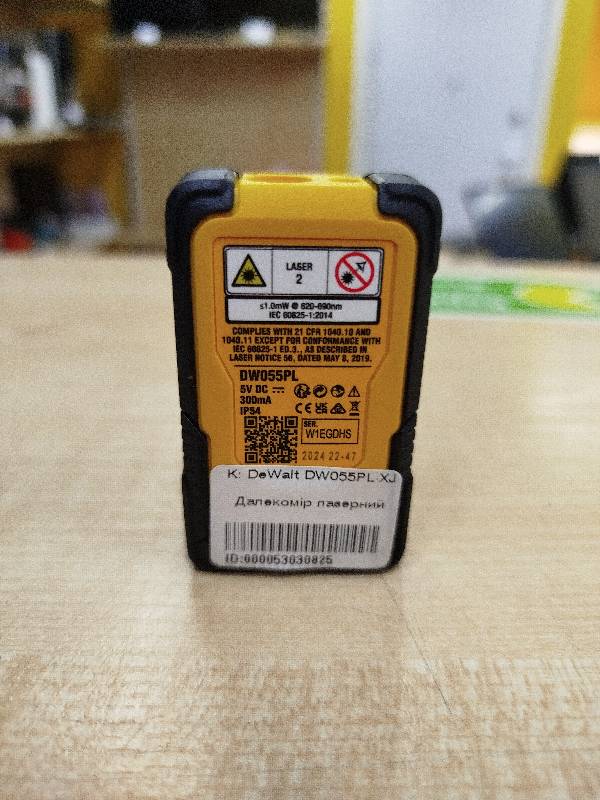 LASER
2
≤1.0mW @ 620-690nm
IEC 60825-1:2014
COMPLIES WITH 21 CFR 1040.10 AND
1040.11 EXCEPT FOR CONFORMANCE WITH
IEC 60825-1 ED.3., AS DESCRIBED IN
LASER NOTICE 56, DATED MAY 8, 2019.
DW055PL
5V DC
300mA
IP54
CE UKCA
SER.
W1EGDHS
2024 22-47
K: DeWalt DW055PL-XJ
Далекомір лазерний
ID:000053030825